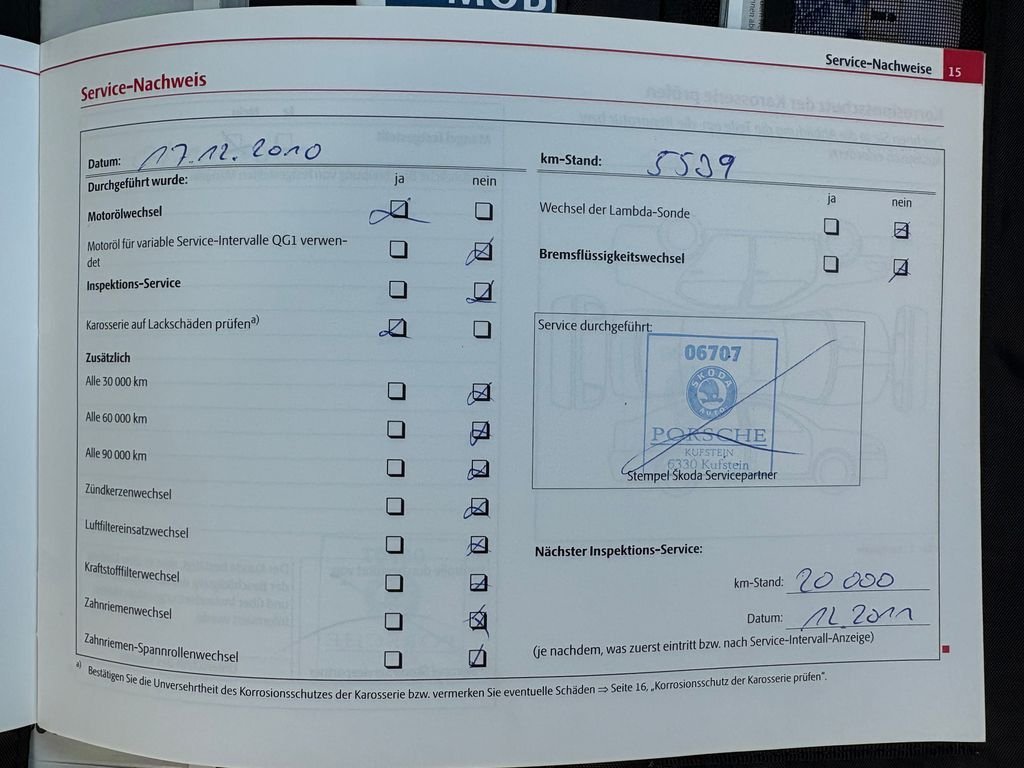 MOB
Service-Nachweise 15
Service-Nachweis
Datum: 17.12.2010
km-Stand: 5539
Durchgeführt wurde: ja nein
ja nein
Motorölwechsel
Wechsel der Lambda-Sonde
Motoröl für variable Service-Intervalle QG1 verwen-
det
Bremsflüssigkeitswechsel
Inspektions-Service
Karosserie auf Lackschäden prüfen a)
Zusätzlich
Alle 30 000 km
Alle 60 000 km
Alle 90 000 km
Zündkerzenwechsel
Luftfiltereinsatzwechsel
Kraftstofffilterwechsel
Zahnriemenwechsel
Zahnriemen-Spannrollenwechsel
Service durchgeführt:
06707
SKODA
AUTO
PORSCHE
KUFSTEIN
6330 Kufstein
Stempel Škoda Servicepartner
Nächster Inspektions-Service:
km-Stand: 20 000
Datum: 12.2011
(je nachdem, was zuerst eintritt bzw. nach Service-Intervall-Anzeige)
a) Bestätigen Sie die Unversehrtheit des Korrosionsschutzes der Karosserie bzw. vermerken Sie eventuelle Schäden ⇒ Seite 16, „Korrosionsschutz der Karosserie prüfen“.